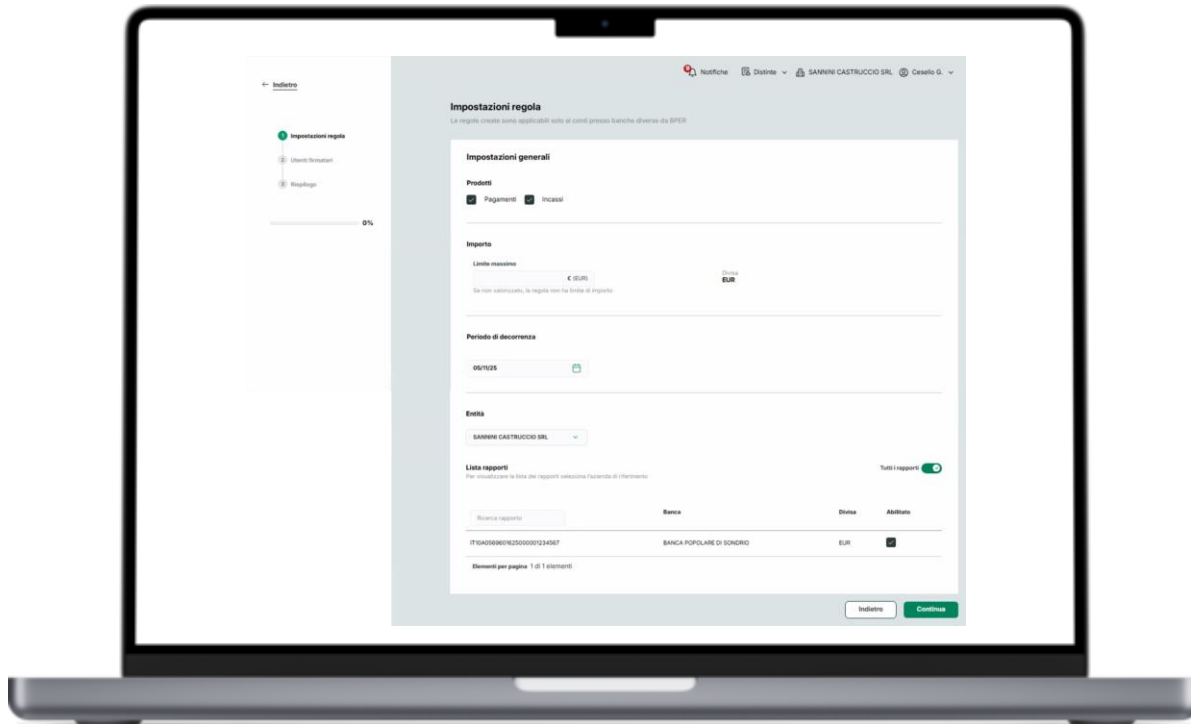 ← Indietro
Notifiche Distinte SANNINI CASTRUCCIO SRL Cesello G.
1 Impostazioni regola
2 Utenti firmatari
3 Riepilogo
0%
Impostazioni regola
Le regole create sono applicabili solo ai conti presso banche diverse da BPER
Impostazioni generali
Prodotti
Pagamenti Incassi
Importo
Limite massimo
€ (EUR)
Se non valorizzato, la regola non ha limite di importo
Divisa
EUR
Periodo di decorrenza
05/11/25
Entità
SANNINI CASTRUCCIO SRL
Lista rapporti
Per visualizzare la lista dei rapporti seleziona l'azienda di riferimento
Tutti i rapporti
Ricerca rapporto Banca Divisa Abilitato
IT10A0569601625000001234567 BANCA POPOLARE DI SONDRIO EUR
Elementi per pagina 1 di 1 elementi
Indietro Continua